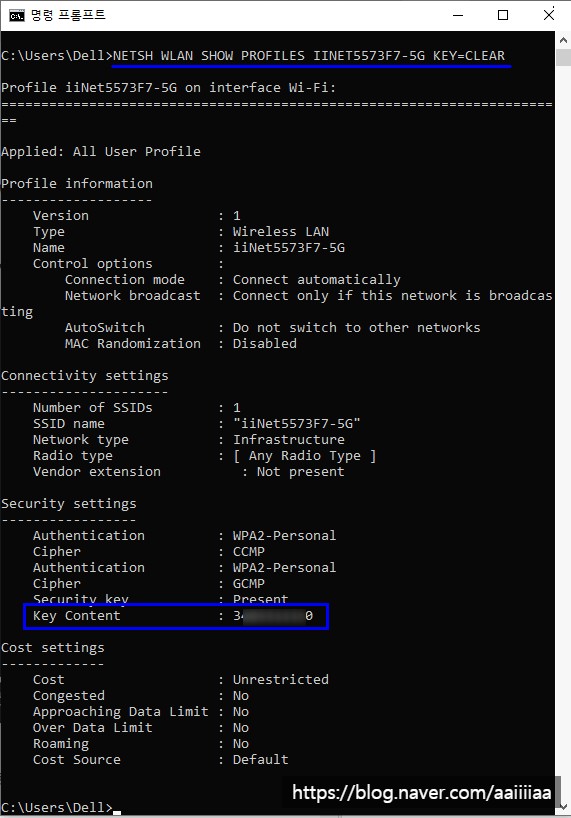 명령 프롬프트
C:\Users\Dell>NETSH WLAN SHOW PROFILES IINET5573F7-5G KEY=CLEAR
Profile iiNet5573F7-5G on interface Wi-Fi:
=====================================================================
==
Applied: All User Profile
Profile information
-------------------
Version : 1
Type : Wireless LAN
Name : iiNet5573F7-5G
Control options :
Connection mode : Connect automatically
Network broadcast : Connect only if this network is broadcas
ting
AutoSwitch : Do not switch to other networks
MAC Randomization : Disabled
Connectivity settings
---------------------
Number of SSIDs : 1
SSID name : "iiNet5573F7-5G"
Network type : Infrastructure
Radio type : [ Any Radio Type ]
Vendor extension : Not present
Security settings
-----------------
Authentication : WPA2-Personal
Cipher : CCMP
Authentication : WPA2-Personal
Cipher : GCMP
Security key : Present
Key Content :
Cost settings
-------------
Cost : Unrestricted
Congested : No
Approaching Data Limit : No
Over Data Limit : No
Roaming : No
Cost Source : Default
https://blog.naver.com/aaiiiiaa
C:\Users\Dell>